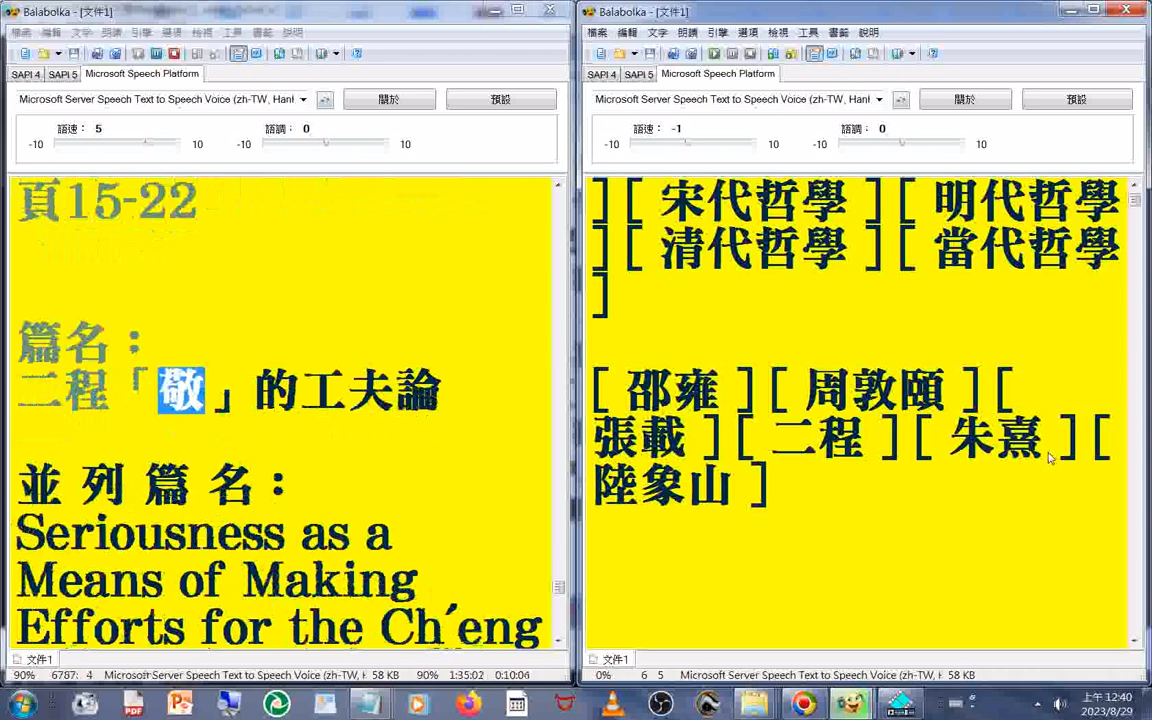 Balabolka - [文件1]
檔案 編輯 文字 朗讀 引擎 選項 檢視 工具 書籤 說明
SAPI 4 SAPI 5 Microsoft Speech Platform
Microsoft Server Speech Text to Speech Voice (zh-TW, Hanl
關於 預設
語速： 5 語調： 0
-10 10 -10 10
頁15-22
篇名：
二程「敬」的工夫論
並 列 篇 名：
Seriousness as a
Means of Making
Efforts for the Ch´eng
文件1
90% 6787: 4 Microsoft Server Speech Text to Speech Voice (zh-TW, H 58 KB 90% 1:35:02 0:10:06
Balabolka - [文件1]
檔案 編輯 文字 朗讀 引擎 選項 檢視 工具 書籤 說明
SAPI 4 SAPI 5 Microsoft Speech Platform
Microsoft Server Speech Text to Speech Voice (zh-TW, Hanl
關於 預設
語速： -1 語調： 0
-10 10 -10 10
][ 宋代哲學 ][ 明代哲學
][ 清代哲學 ][ 當代哲學
]
[ 邵雍 ][ 周敦頤 ][
張載 ][ 二程 ][ 朱熹 ][
陸象山 ]
文件1
0% 6 5 Microsoft Server Speech Text to Speech Voice (zh-TW, H 58 KB
PDF
上午 12:40
2023/8/29